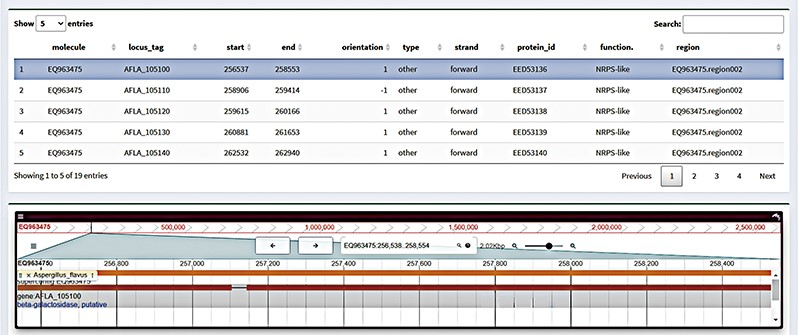 Show 5 entries Search:
molecule locus_tag start end orientation type strand protein_id function. region
1 EQ963475 AFLA_105100 256537 258553 1 other forward EED53136 NRPS-like EQ963475.region002
2 EQ963475 AFLA_105110 258906 259414 -1 other forward EED53137 NRPS-like EQ963475.region002
3 EQ963475 AFLA_105120 259615 260166 1 other forward EED53138 NRPS-like EQ963475.region002
4 EQ963475 AFLA_105130 260881 261653 1 other forward EED53139 NRPS-like EQ963475.region002
5 EQ963475 AFLA_105140 262532 262940 1 other forward EED53140 NRPS-like EQ963475.region002
Showing 1 to 5 of 19 entries Previous 1 2 3 4 Next
EQ963475 500,000 1,000,000 1,500,000 2,000,000 2,500,000
EQ963475:256,538..258,554 2.02Kbp
EQ963475 256,800 257,000 257,200 257,400 257,600 257,800 258,000 258,200 258,400
Aspergillus_flavus
gene AFLA_105100
beta-galactosidase, putative